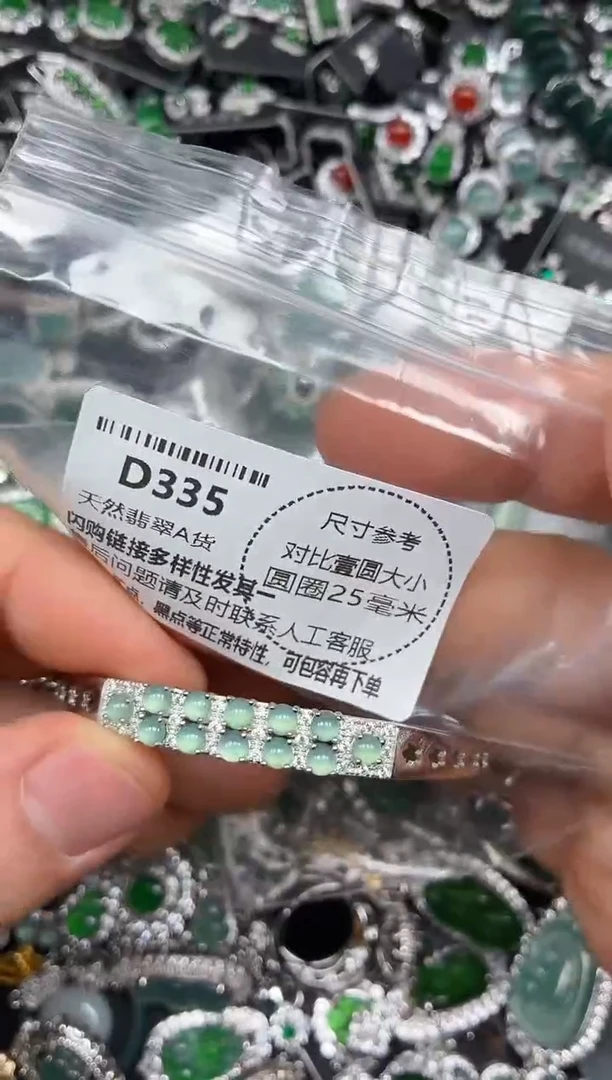 D335
天然翡翠A货
闪购链接多样性发其一
后问题请及时联系人工客服
点，黑点等正常特性，可包容再下单
尺寸参考
对比壹圆大小
圆圈25毫米